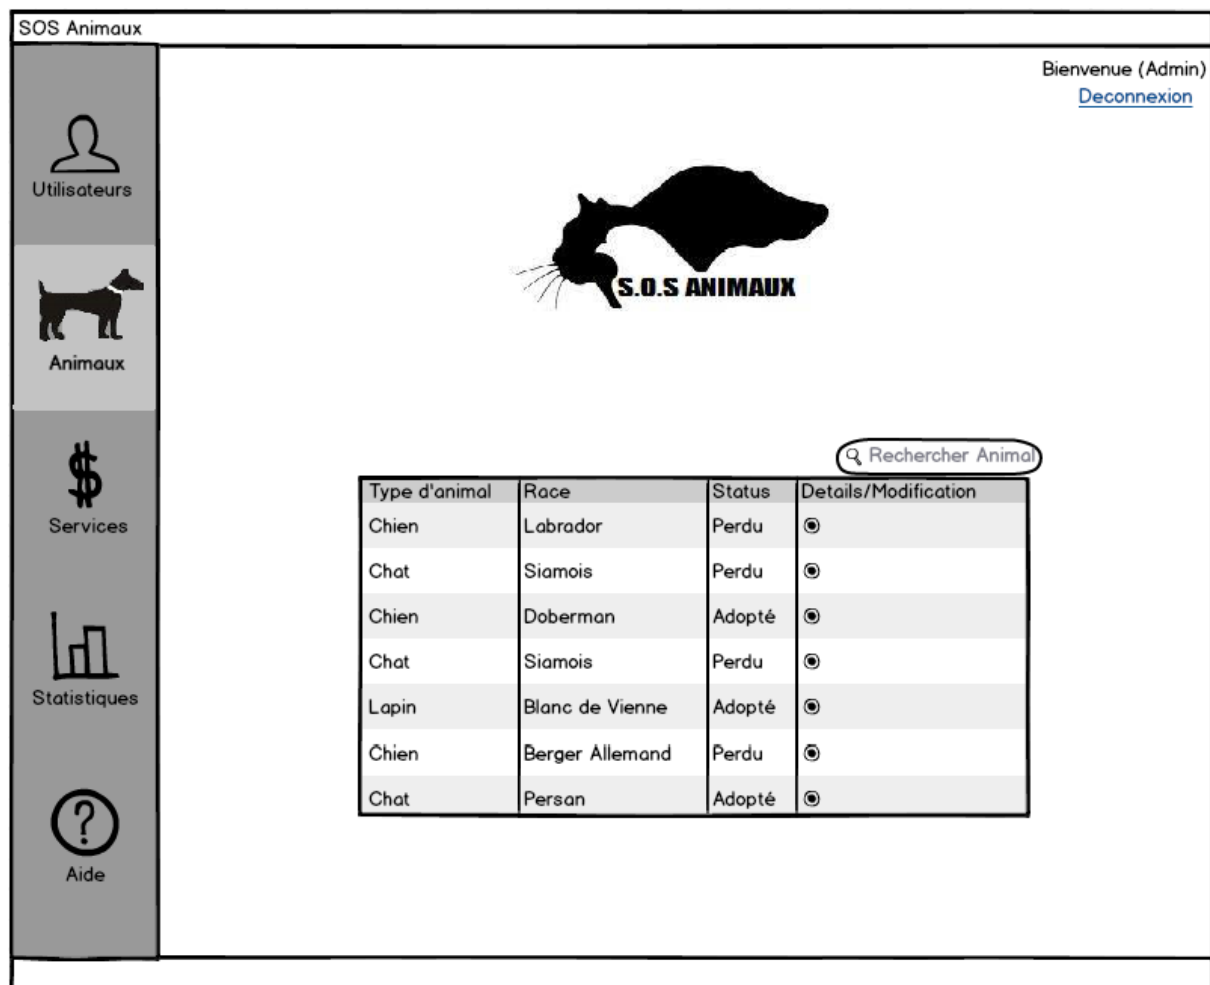 SOS Animaux
Bienvenue (Admin)
Deconnexion
Utilisateurs
Animaux
Services
Statistiques
Aide
S.O.S ANIMAUX
Rechercher Animal
Type d'animal Race Status Details/Modification
Chien Labrador Perdu
Chat Siamois Perdu
Chien Doberman Adopté
Chat Siamois Perdu
Lapin Blanc de Vienne Adopté
Chien Berger Allemand Perdu
Chat Persan Adopté